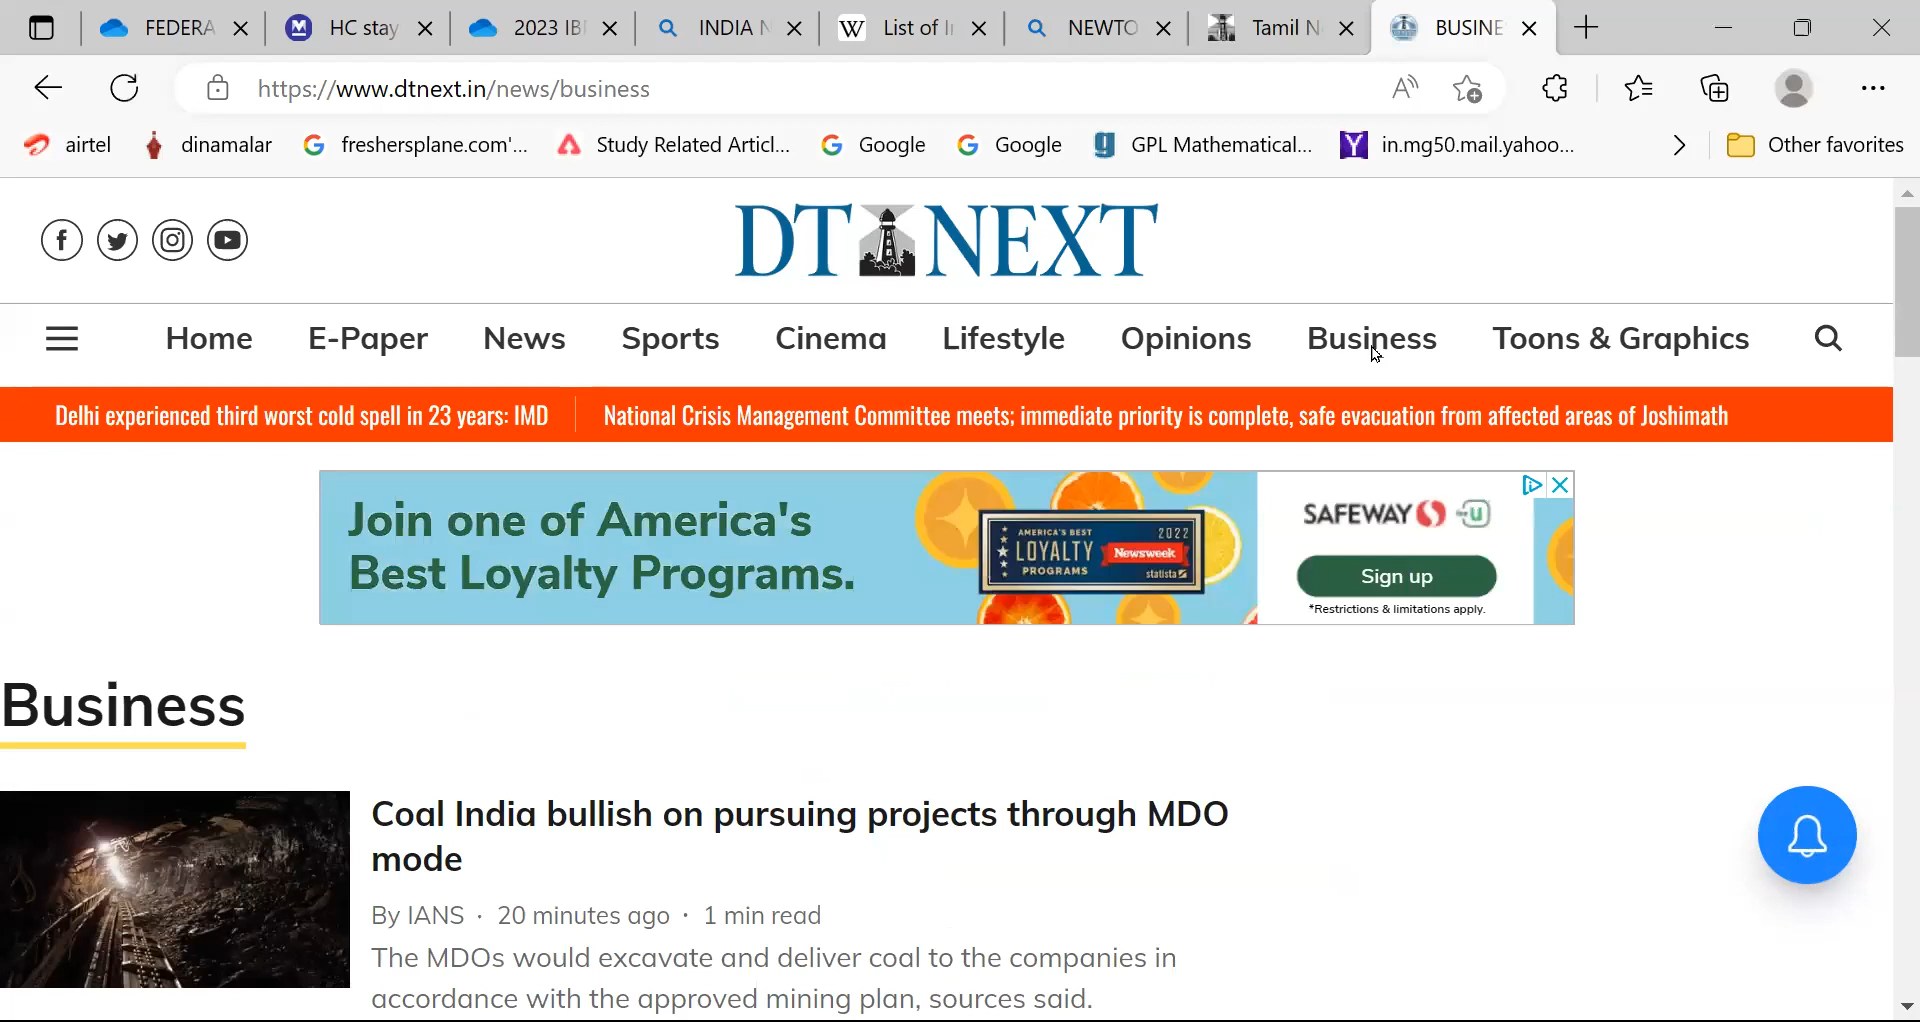 FEDERA
HC stay
2023 IB
INDIA N
List of I
NEWTO
Tamil N
BUSINE
https://www.dtnext.in/news/business
airtel
dinamalar
freshersplane.com'...
Study Related Articl...
Google
Google
GPL Mathematical...
in.mg50.mail.yahoo...
Other favorites
DT NEXT
Home
E-Paper
News
Sports
Cinema
Lifestyle
Opinions
Business
Toons & Graphics
Delhi experienced third worst cold spell in 23 years: IMD
National Crisis Management Committee meets; immediate priority is complete, safe evacuation from affected areas of Joshimath
Join one of America's
Best Loyalty Programs.
AMERICA'S BEST
LOYALTY
PROGRAMS
2022
Newsweek
statista
SAFEWAY
for U
Sign up
*Restrictions & limitations apply.
Business
Coal India bullish on pursuing projects through MDO
mode
By IANS · 20 minutes ago · 1 min read
The MDOs would excavate and deliver coal to the companies in
accordance with the approved mining plan, sources said.